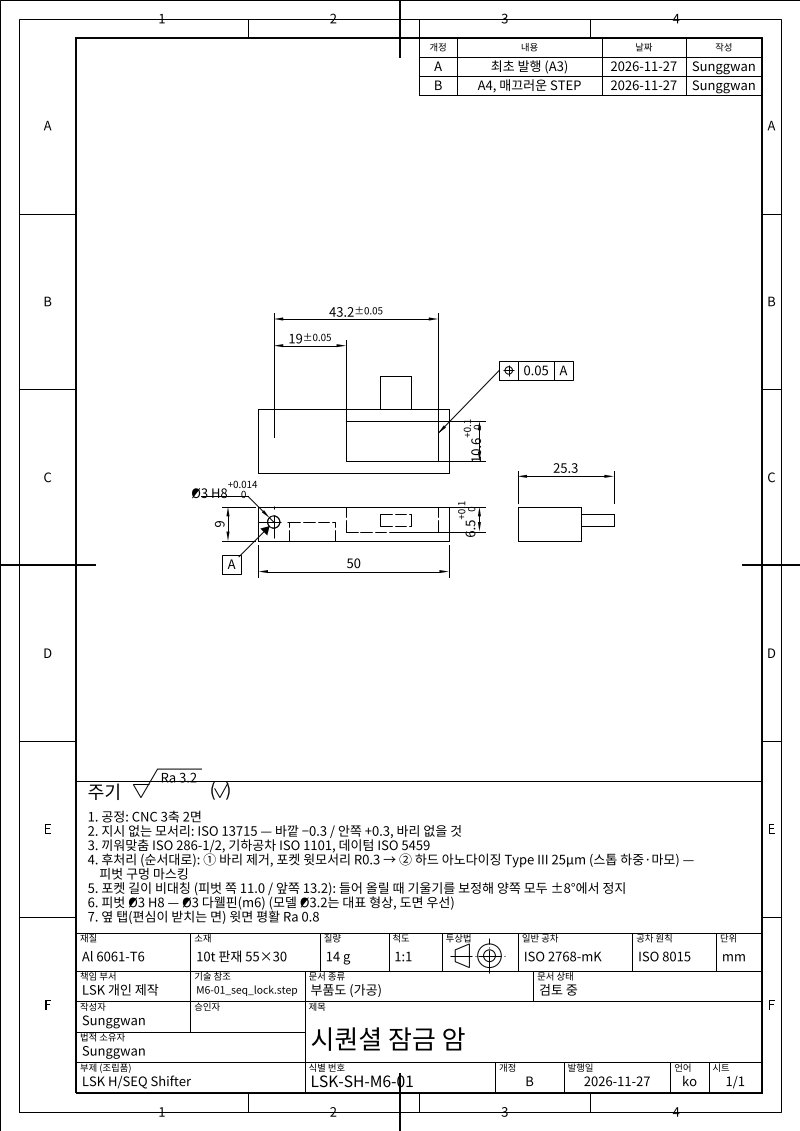 1 2 3 4
개정 내용 날짜 작성
A 최초 발행 (A3) 2026-11-27 Sunggwan
B A4, 매끄러운 STEP 2026-11-27 Sunggwan
A A
B B
43.2±0.05
19±0.05
⌖ 0.05 A
10.6 +0.1 0
C C
25.3
Ø3 H8 +0.014 0
9
6.5 +0.1 0
A
50
D D
주기 Ra 3.2 (√)
1. 공정: CNC 3축 2면
2. 지시 없는 모서리: ISO 13715 — 바깥 −0.3 / 안쪽 +0.3, 바리 없을 것
3. 끼워맞춤 ISO 286-1/2, 기하공차 ISO 1101, 데이텀 ISO 5459
4. 후처리 (순서대로): ① 바리 제거, 포켓 윗모서리 R0.3 → ② 하드 아노다이징 Type III 25µm (스톱 하중·마모) —
피벗 구멍 마스킹
5. 포켓 길이 비대칭 (피벗 쪽 11.0 / 앞쪽 13.2): 들어 올릴 때 기울기를 보정해 양쪽 모두 ±8°에서 정지
6. 피벗 Ø3 H8 — Ø3 다웰핀(m6) (모델 Ø3.2는 대표 형상, 도면 우선)
7. 옆 탭(편심이 받치는 면) 윗면 평활 Ra 0.8
E E
재질 소재 질량 척도 투상법 일반 공차 공차 원칙 단위
Al 6061-T6 10t 판재 55×30 14 g 1:1 ISO 2768-mK ISO 8015 mm
책임 부서 기술 참조 문서 종류 문서 상태
LSK 개인 제작 M6-01_seq_lock.step 부품도 (가공) 검토 중
작성자 승인자 제목
Sunggwan
시퀀셜 잠금 암
법적 소유자
Sunggwan
F F
부제 (조립품) 식별 번호 개정 발행일 언어 시트
LSK H/SEQ Shifter LSK-SH-M6-01 B 2026-11-27 ko 1/1
1 2 3 4